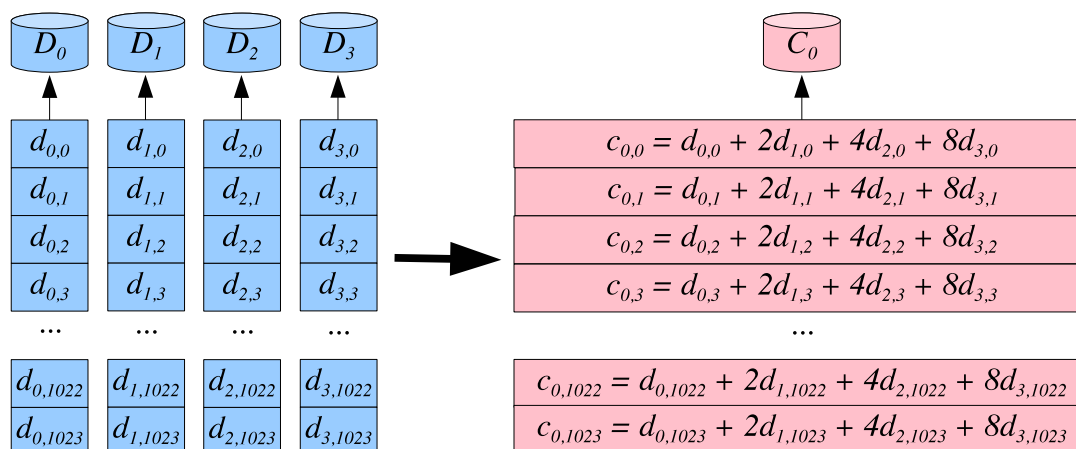 D₀ D₁ D₂ D₃ C₀
d₀,₀ d₁,₀ d₂,₀ d₃,₀ c₀,₀ = d₀,₀ + 2d₁,₀ + 4d₂,₀ + 8d₃,₀
d₀,₁ d₁,₁ d₂,₁ d₃,₁ c₀,₁ = d₀,₁ + 2d₁,₁ + 4d₂,₁ + 8d₃,₁
d₀,₂ d₁,₂ d₂,₂ d₃,₂ c₀,₂ = d₀,₂ + 2d₁,₂ + 4d₂,₂ + 8d₃,₂
d₀,₃ d₁,₃ d₂,₃ d₃,₃ c₀,₃ = d₀,₃ + 2d₁,₃ + 4d₂,₃ + 8d₃,₃
... ... ... ... ...
d₀,₁₀₂₂ d₁,₁₀₂₂ d₂,₁₀₂₂ d₃,₁₀₂₂ c₀,₁₀₂₂ = d₀,₁₀₂₂ + 2d₁,₁₀₂₂ + 4d₂,₁₀₂₂ + 8d₃,₁₀₂₂
d₀,₁₀₂₃ d₁,₁₀₂₃ d₂,₁₀₂₃ d₃,₁₀₂₃ c₀,₁₀₂₃ = d₀,₁₀₂₃ + 2d₁,₁₀₂₃ + 4d₂,₁₀₂₃ + 8d₃,₁₀₂₃